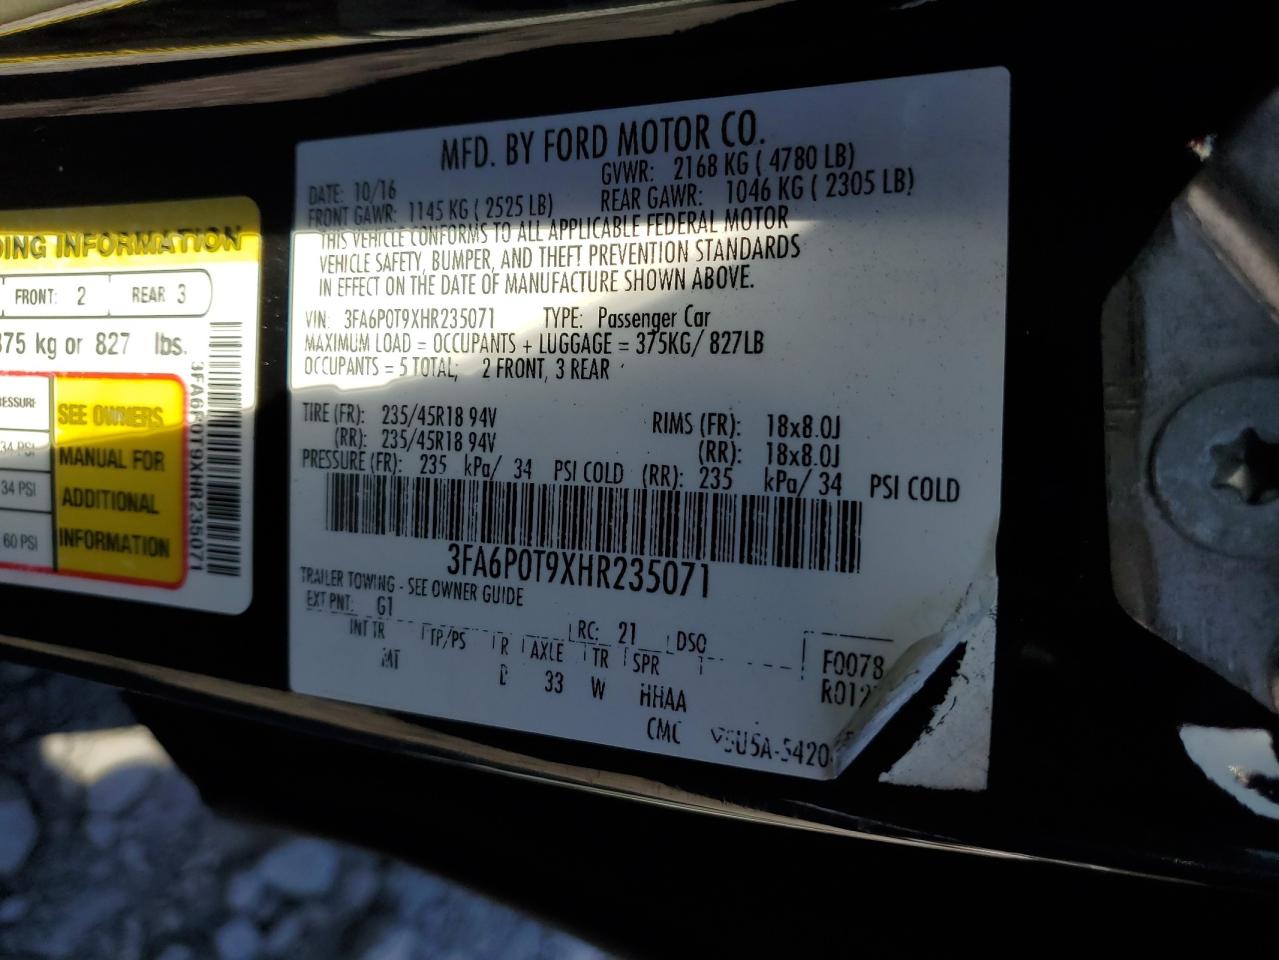 MFD. BY FORD MOTOR CO.
DATE: 10/16 GVWR: 2168 KG ( 4780 LB)
FRONT GAWR: 1145 KG ( 2525 LB) REAR GAWR: 1046 KG ( 2305 LB)
THIS VEHICLE CONFORMS TO ALL APPLICABLE FEDERAL MOTOR
VEHICLE SAFETY, BUMPER, AND THEFT PREVENTION STANDARDS
IN EFFECT ON THE DATE OF MANUFACTURE SHOWN ABOVE.
VIN: 3FA6P0T9XHR235071 TYPE: Passenger Car
MAXIMUM LOAD = OCCUPANTS + LUGGAGE = 375KG/ 827LB
OCCUPANTS = 5 TOTAL; 2 FRONT, 3 REAR
TIRE (FR): 235/45R18 94V RIMS (FR): 18x8.0J
(RR): 235/45R18 94V (RR): 18x8.0J
PRESSURE (FR): 235 kPa/ 34 PSI COLD (RR): 235 kPa/ 34 PSI COLD
3FA6P0T9XHR235071
TRAILER TOWING - SEE OWNER GUIDE
EXT PNT: G1 RC: 21 DSO
INT TR TP/PS R AXLE TR SPR F0078
MT 33 W HHAA
CMC
DING INFORMATION
FRONT: 2 REAR 3
375 kg or 827 lbs.
3FA6P0T9XHR235071
34 PSI
34 PSI
60 PSI
SEE OWNERS
MANUAL FOR
ADDITIONAL
INFORMATION